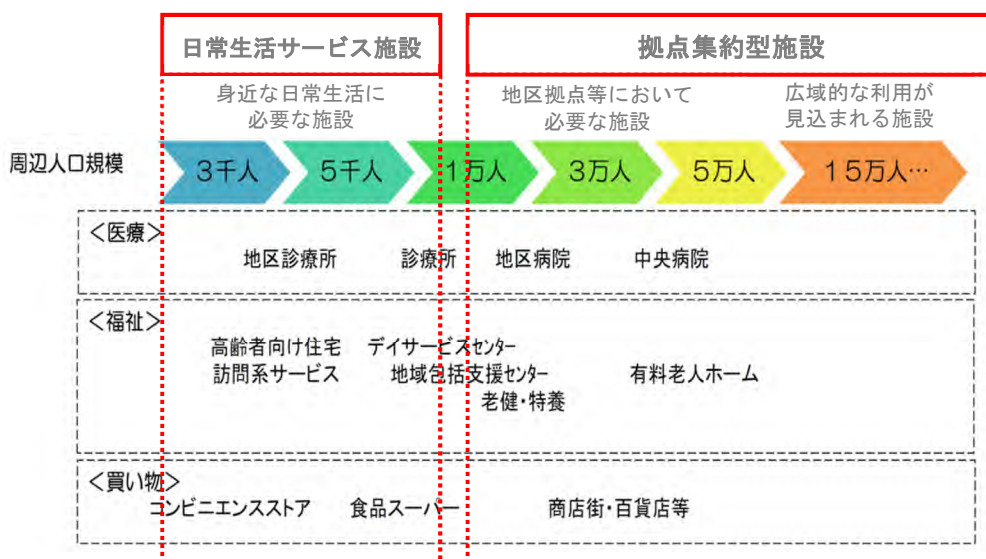 日常生活サービス施設
拠点集約型施設
身近な日常生活に
必要な施設
地区拠点等において
必要な施設
広域的な利用が
見込まれる施設
周辺人口規模
3千人
5千人
1万人
3万人
5万人
15万人…
<医療>
地区診療所
診療所
地区病院
中央病院
<福祉>
高齢者向け住宅
デイサービスセンター
訪問系サービス
地域包括支援センター
有料老人ホーム
老健・特養
<買い物>
コンビニエンスストア
食品スーパー
商店街・百貨店等